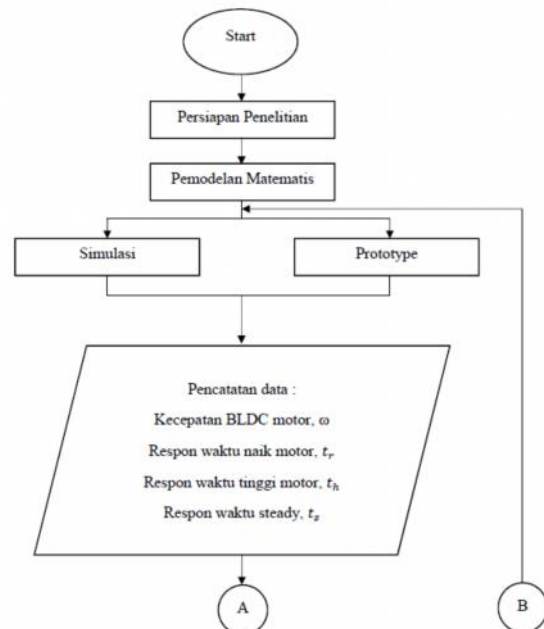 Start
Persiapan Penelitian
Pemodelan Matematis
Simulasi
Prototype
Pencatatan data :
Kecepatan BLDC motor, ω
Respon waktu naik motor, tᵣ
Respon waktu tinggi motor, tₕ
Respon waktu steady, tₛ
A
B